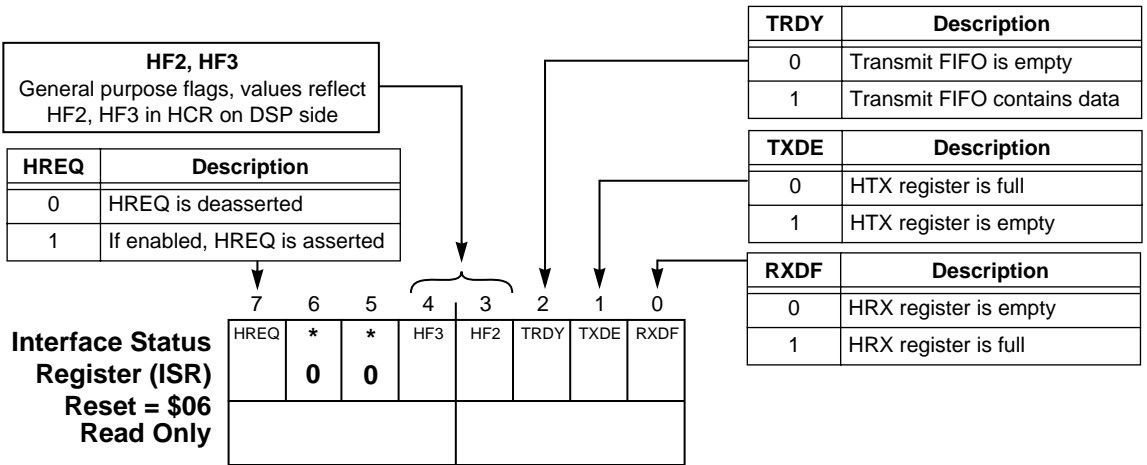 HF2, HF3
General purpose flags, values reflect
HF2, HF3 in HCR on DSP side
HREQ Description
0 HREQ is deasserted
1 If enabled, HREQ is asserted
TRDY Description
0 Transmit FIFO is empty
1 Transmit FIFO contains data
TXDE Description
0 HTX register is full
1 HTX register is empty
RXDF Description
0 HRX register is empty
1 HRX register is full
7 6 5 4 3 2 1 0
Interface Status
Register (ISR)
Reset = $06
Read Only
HREQ * * HF3 HF2 TRDY TXDE RXDF
0 0